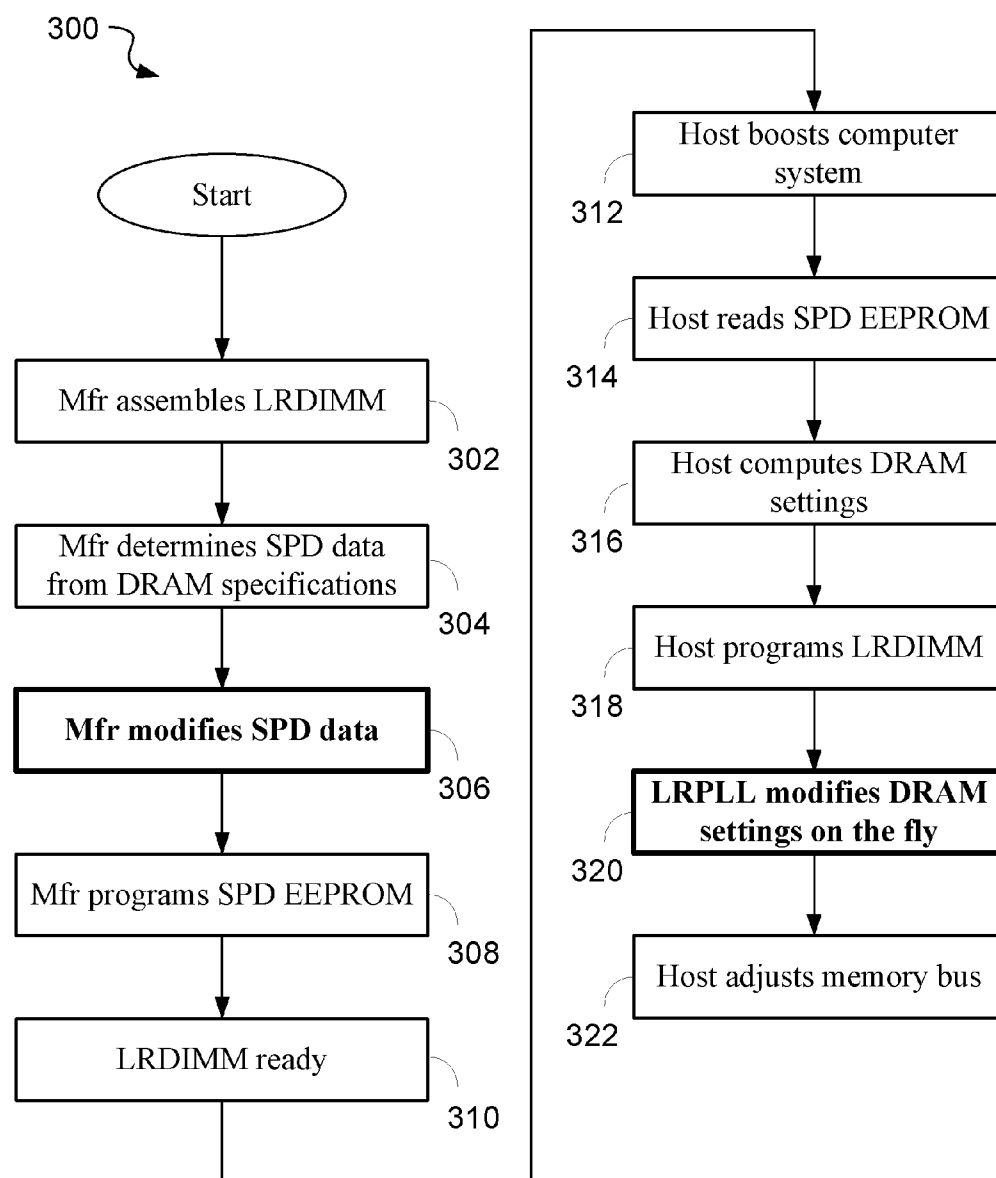 300
Start
Mfr assembles LRDIMM
302
Mfr determines SPD data
from DRAM specifications
304
Mfr modifies SPD data
306
Mfr programs SPD EEPROM
308
LRDIMM ready
310
Host boosts computer
system
312
Host reads SPD EEPROM
314
Host computes DRAM
settings
316
Host programs LRDIMM
318
LRPLL modifies DRAM
settings on the fly
320
Host adjusts memory bus
322